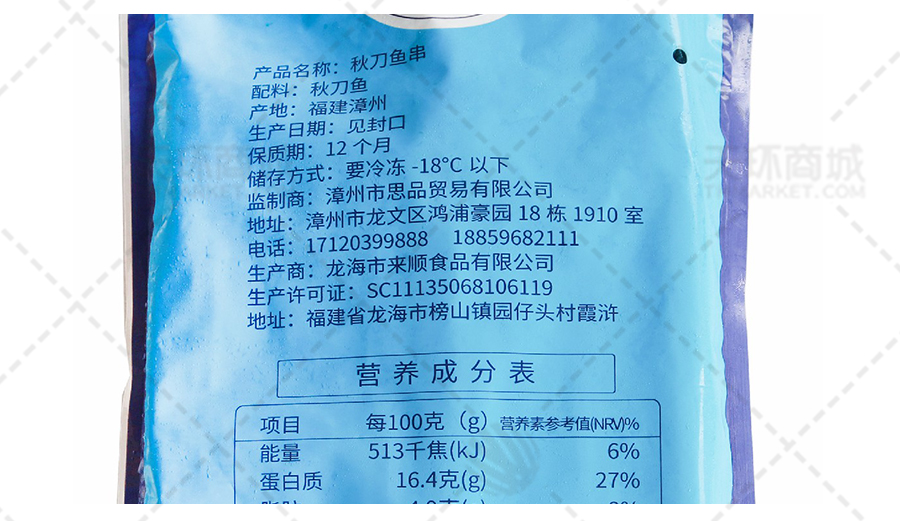 产品名称：秋刀鱼串
配料：秋刀鱼
产地：福建漳州
生产日期：见封口
保质期：12 个月
储存方式：要冷冻 -18°C 以下
监制商：漳州市思品贸易有限公司
地址：漳州市龙文区鸿浦豪园 18 栋 1910 室
电话：17120399888 18859682111
生产商：龙海市来顺食品有限公司
生产许可证：SC11135068106119
地址：福建省龙海市榜山镇园仔头村霞浒
营养成分表
项目 每100克（g） 营养素参考值(NRV)%
能量 513千焦(kJ) 6%
蛋白质 16.4克(g) 27%